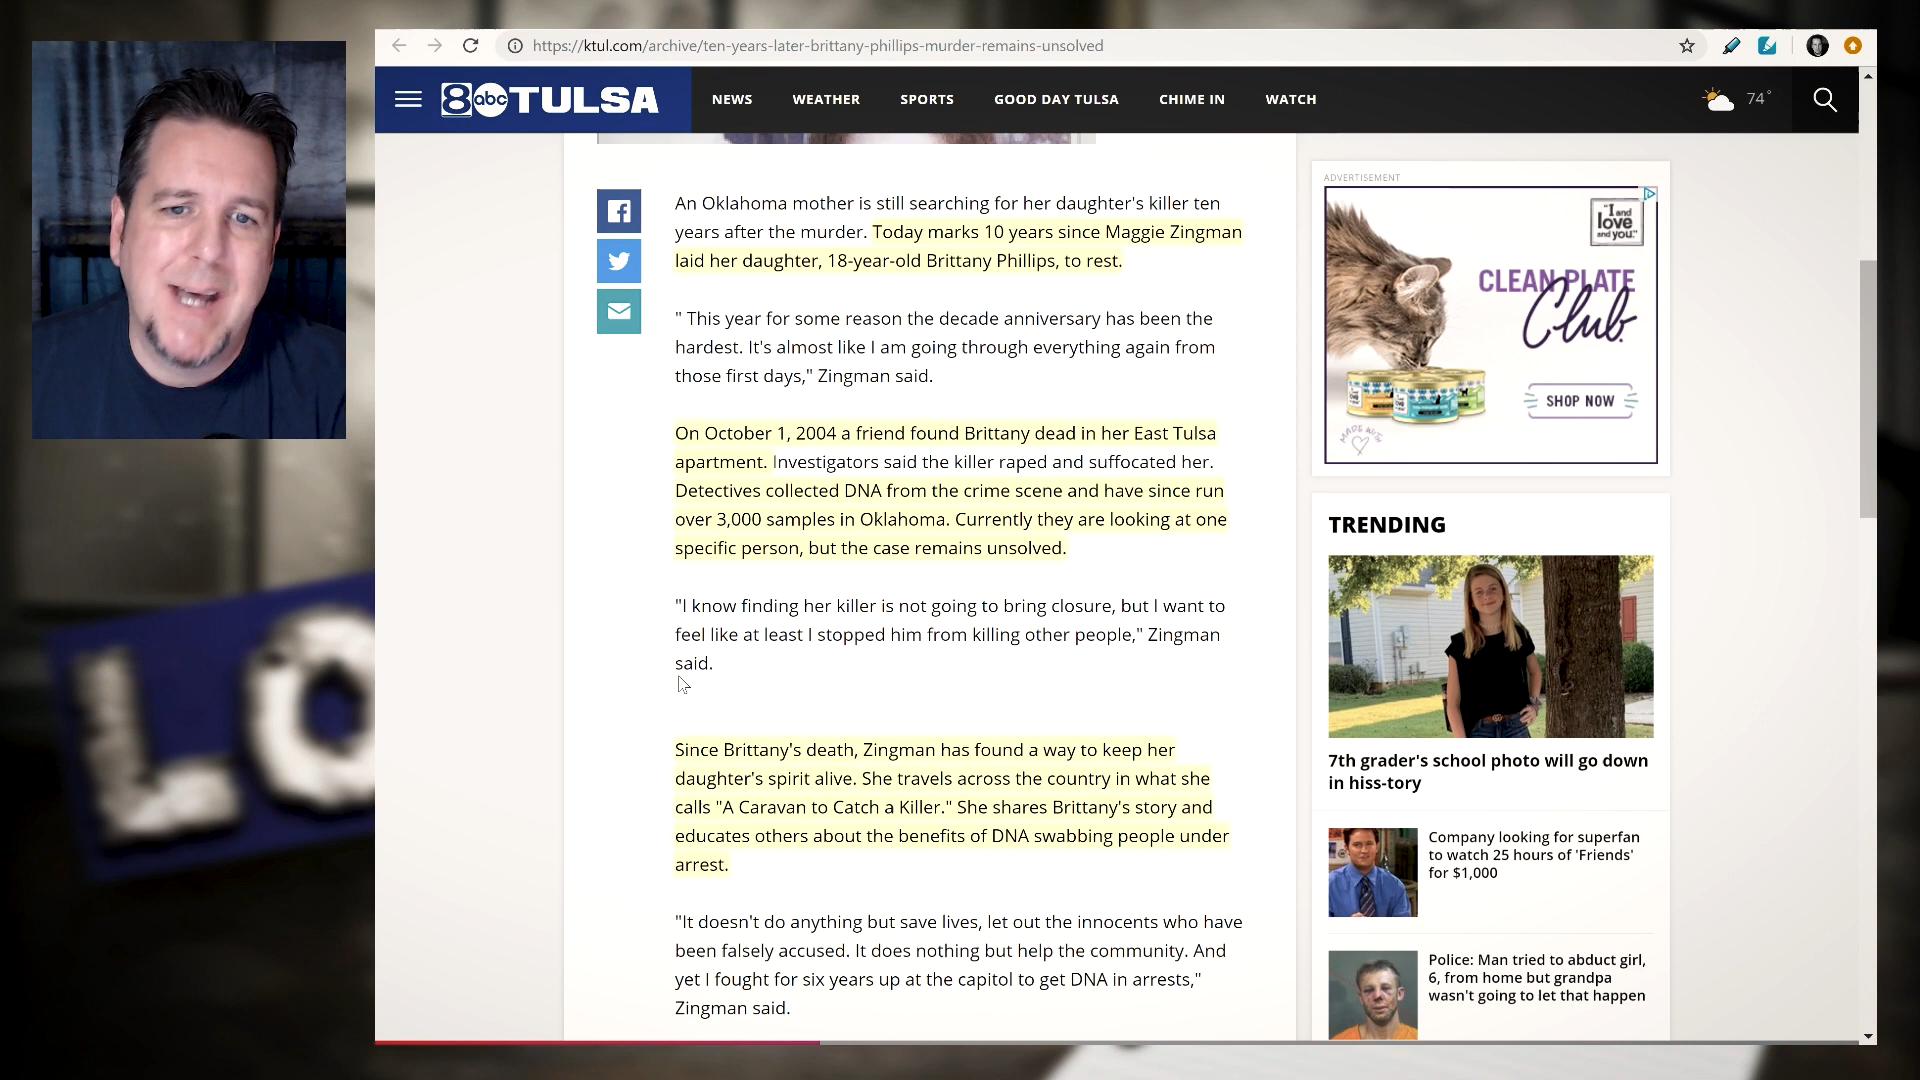 https://ktul.com/archive/ten-years-later-brittany-phillips-murder-remains-unsolved
8 abc TULSA
NEWS WEATHER SPORTS GOOD DAY TULSA CHIME IN WATCH
74°
An Oklahoma mother is still searching for her daughter's killer ten
years after the murder. Today marks 10 years since Maggie Zingman
laid her daughter, 18-year-old Brittany Phillips, to rest.
" This year for some reason the decade anniversary has been the
hardest. It's almost like I am going through everything again from
those first days," Zingman said.
On October 1, 2004 a friend found Brittany dead in her East Tulsa
apartment. Investigators said the killer raped and suffocated her.
Detectives collected DNA from the crime scene and have since run
over 3,000 samples in Oklahoma. Currently they are looking at one
specific person, but the case remains unsolved.
"I know finding her killer is not going to bring closure, but I want to
feel like at least I stopped him from killing other people," Zingman
said.
Since Brittany's death, Zingman has found a way to keep her
daughter's spirit alive. She travels across the country in what she
calls "A Caravan to Catch a Killer." She shares Brittany's story and
educates others about the benefits of DNA swabbing people under
arrest.
"It doesn't do anything but save lives, let out the innocents who have
been falsely accused. It does nothing but help the community. And
yet I fought for six years up at the capitol to get DNA in arrests,"
Zingman said.
ADVERTISEMENT
"I and
love
and you."
CLEAN PLATE
Club
SHOP NOW
MADE WITH
TRENDING
7th grader's school photo will go down
in hiss-tory
Company looking for superfan
to watch 25 hours of 'Friends'
for $1,000
Police: Man tried to abduct girl,
6, from home but grandpa
wasn't going to let that happen
LO